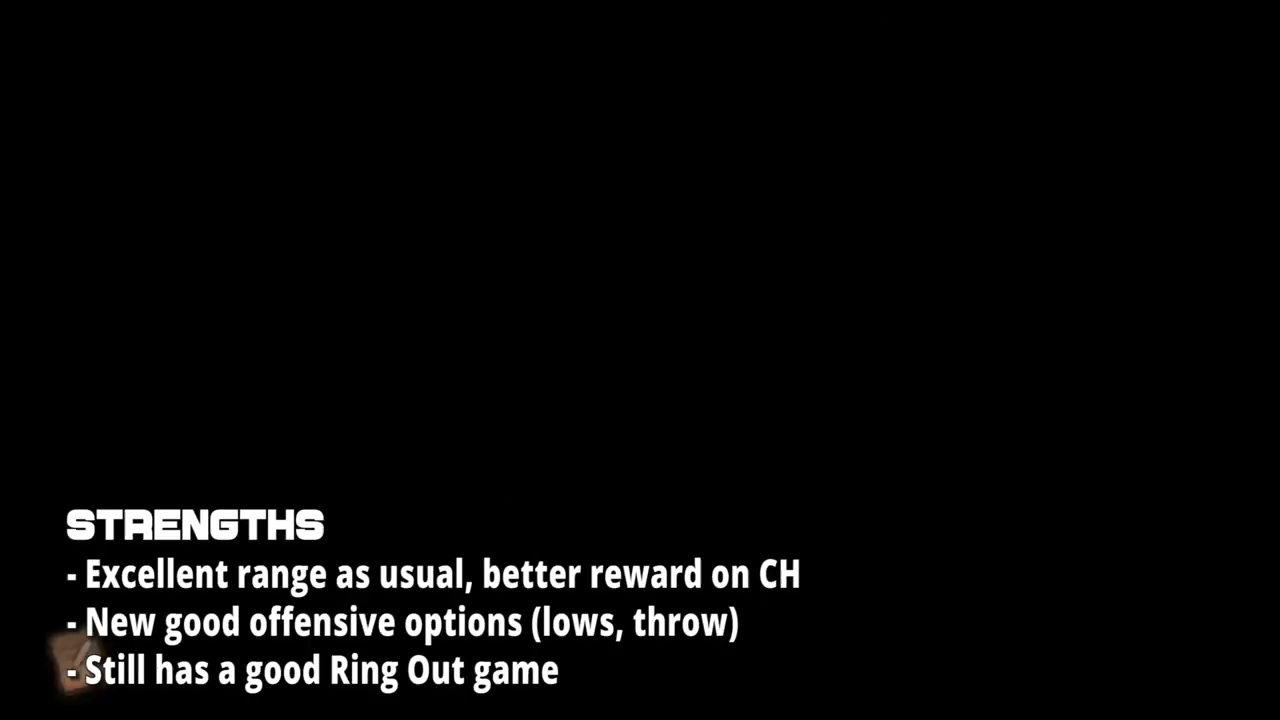 STRENGTHS
- Excellent range as usual, better reward on CH
- New good offensive options (lows, throw)
- Still has a good Ring Out game